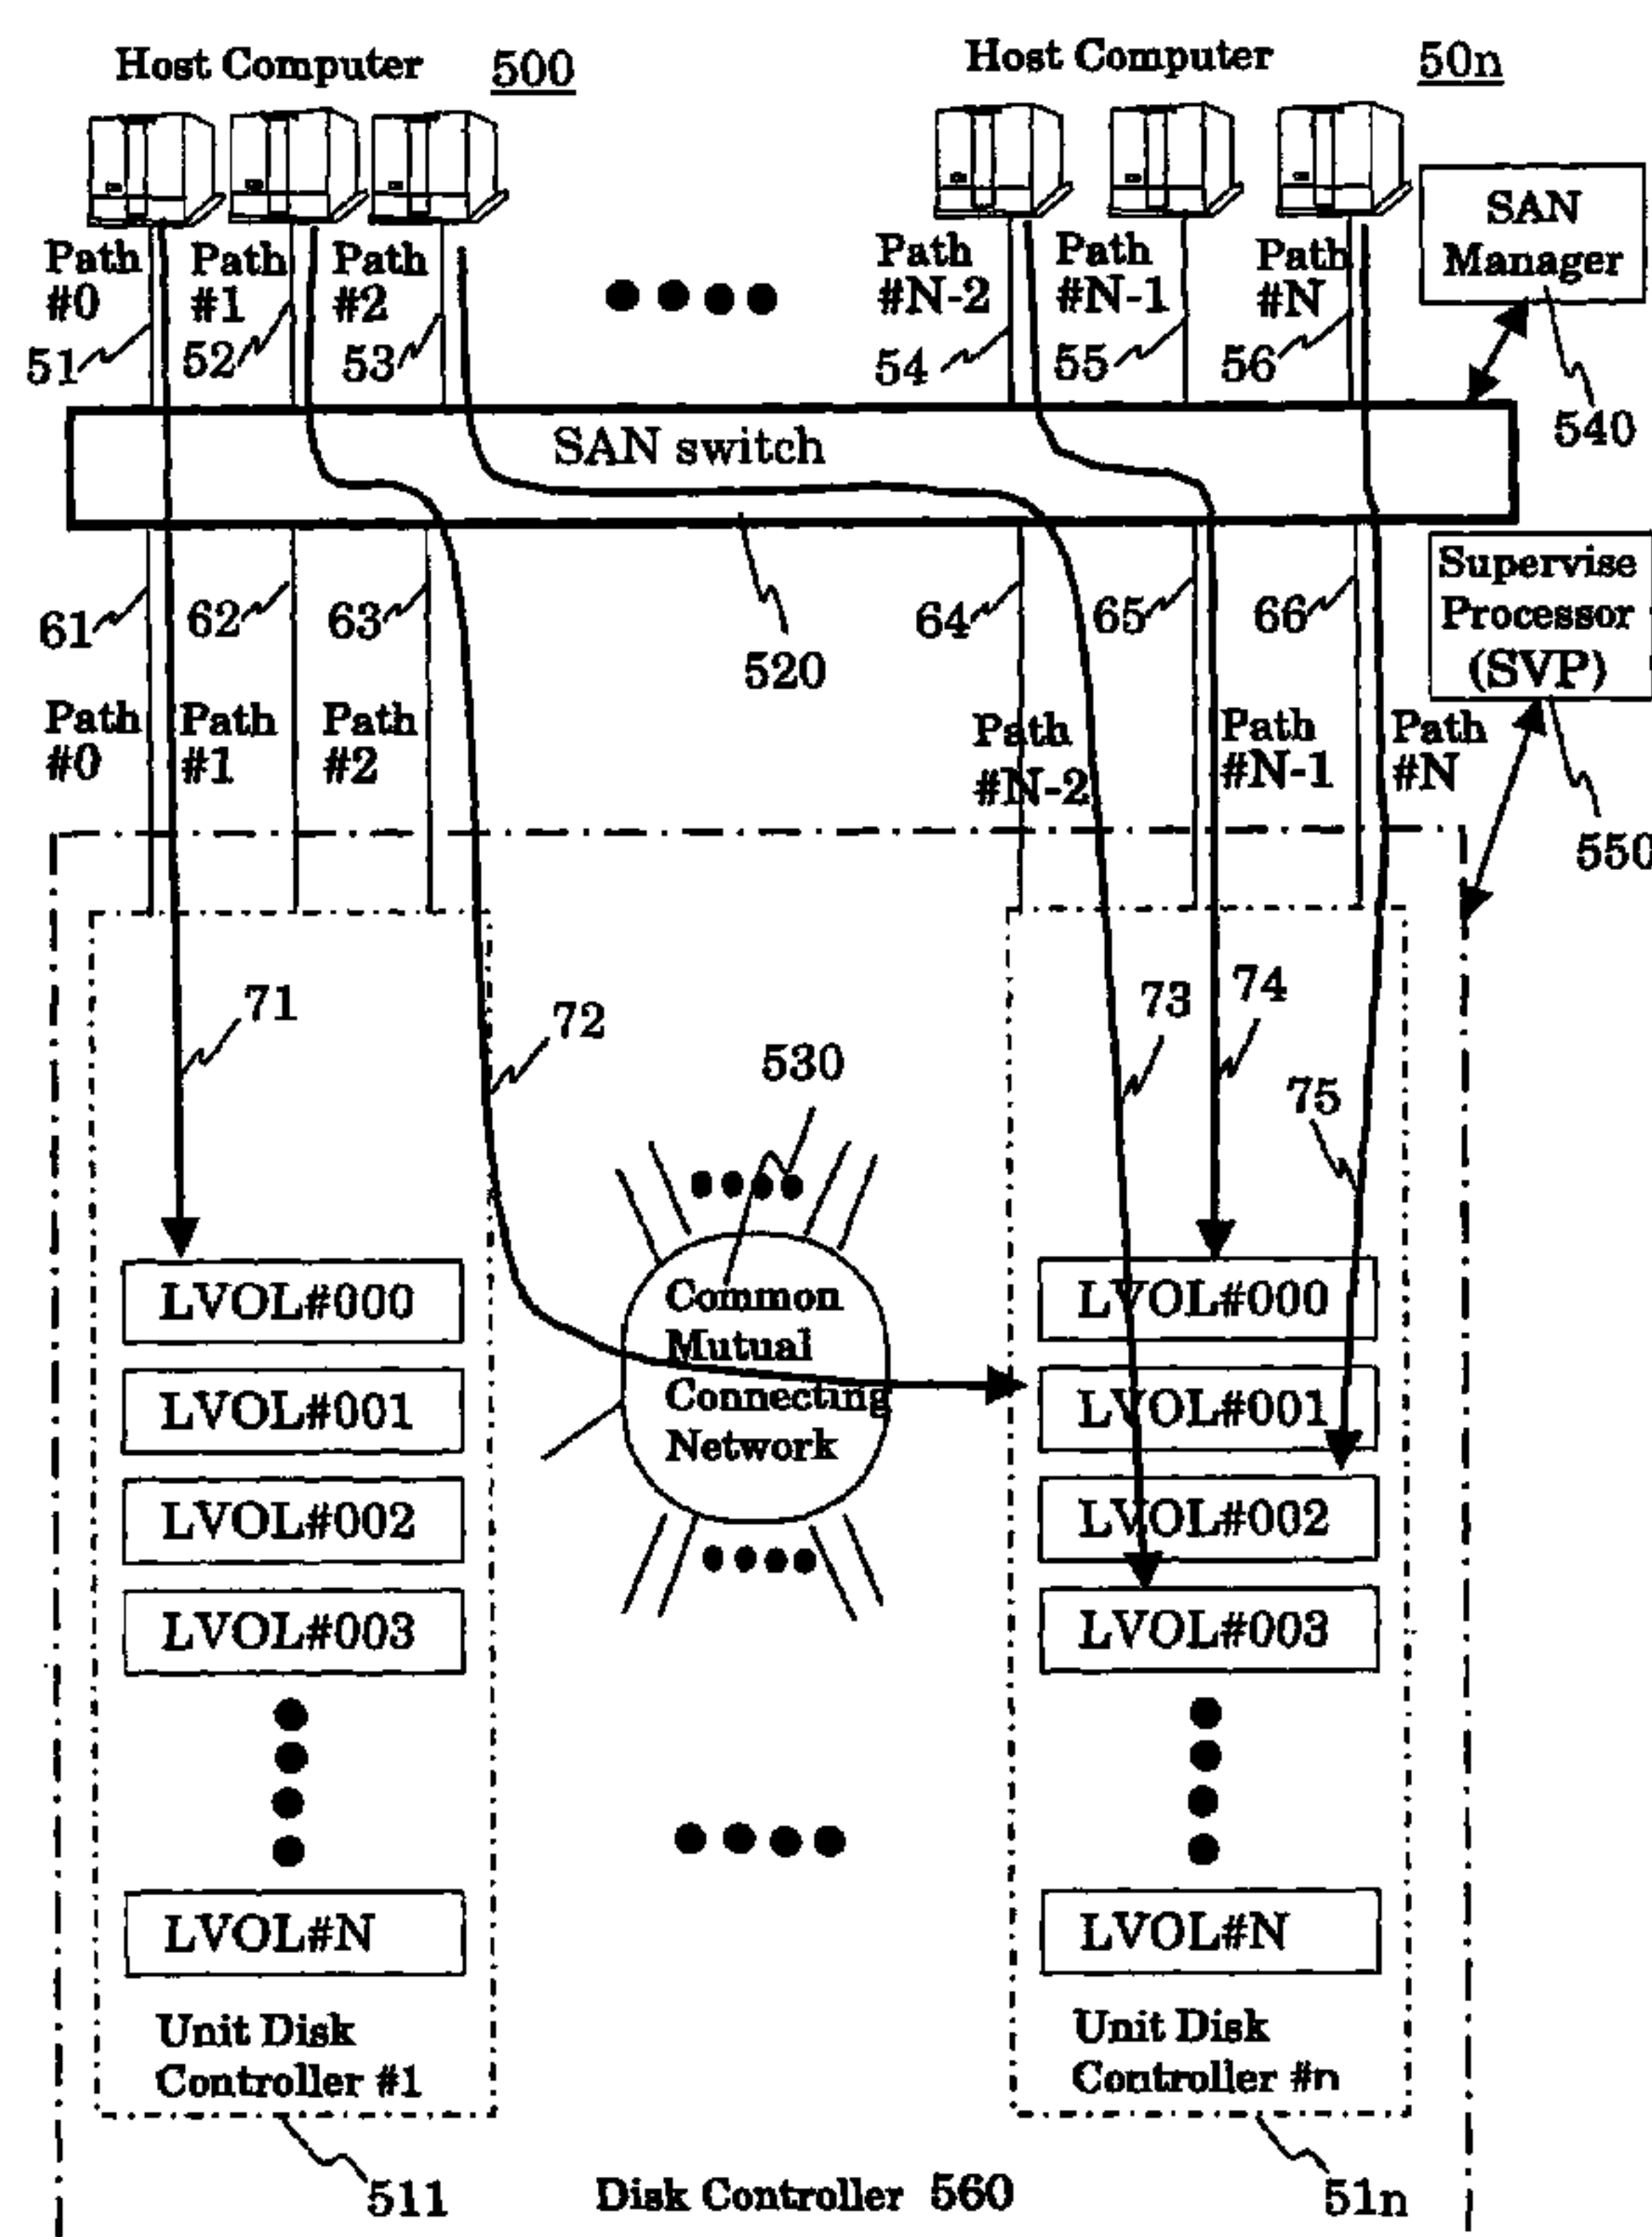 Host Computer 500
Host Computer 50n
SAN
Manager
540
Path
#0
Path
#1
Path
#2
Path
#N-2
Path
#N-1
Path
#N
51
52
53
54
55
56
SAN switch
520
Supervise
Processor
(SVP)
550
61
62
63
64
65
66
Path
#0
Path
#1
Path
#2
Path
#N-2
Path
#N-1
Path
#N
71
72
73
74
75
530
Common
Mutual
Connecting
Network
LVOL#000
LVOL#001
LVOL#002
LVOL#003
LVOL#N
Unit Disk
Controller #1
511
LVOL#000
LVOL#001
LVOL#002
LVOL#003
LVOL#N
Unit Disk
Controller #n
51n
Disk Controller 560